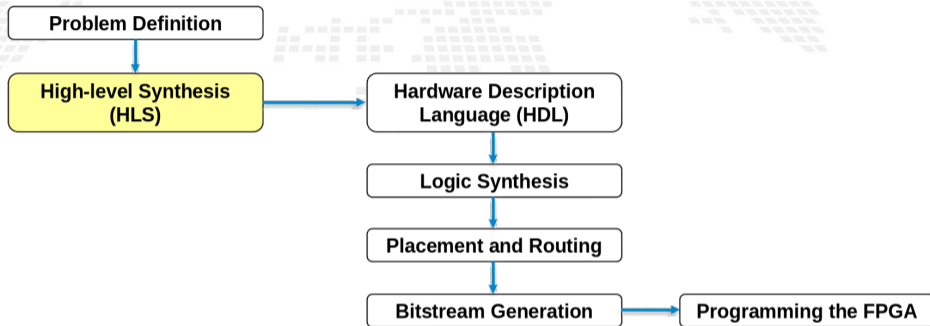 Problem Definition
High-level Synthesis
(HLS)
Hardware Description
Language (HDL)
Logic Synthesis
Placement and Routing
Bitstream Generation
Programming the FPGA